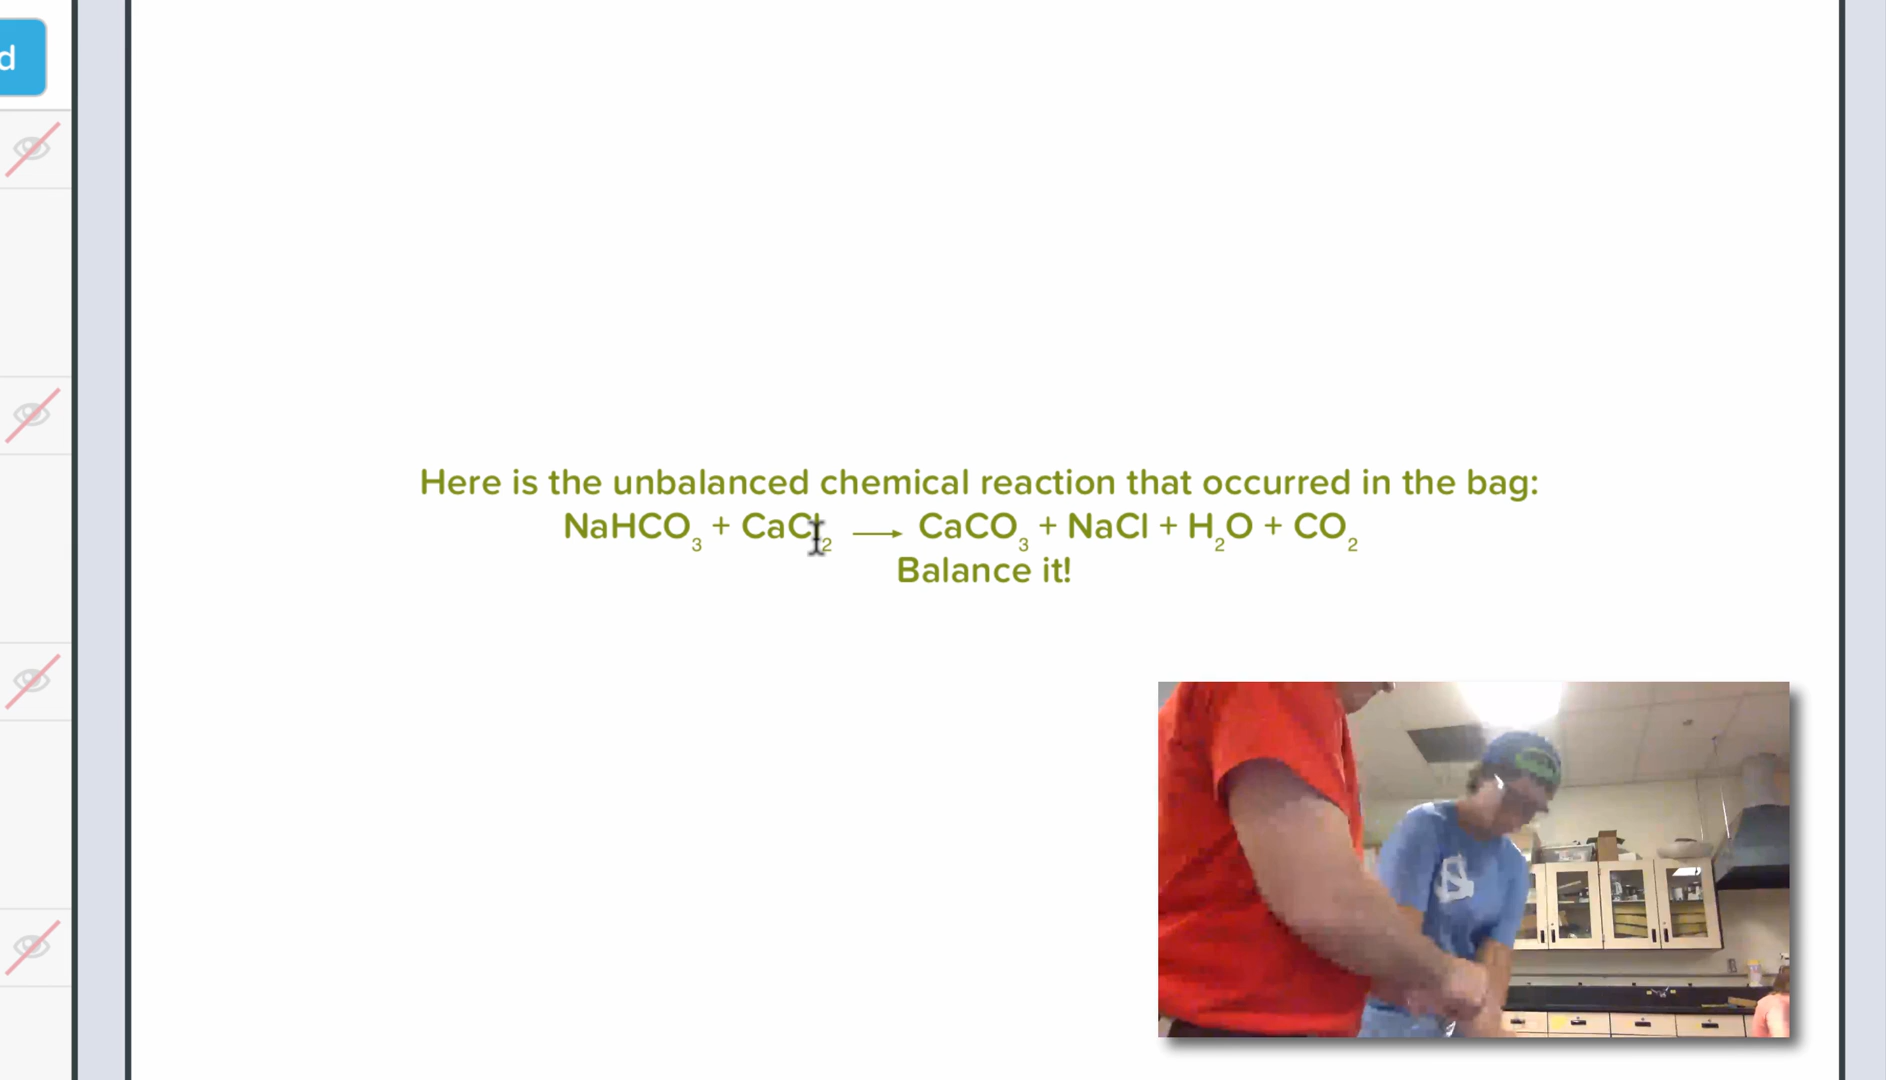 d
Here is the unbalanced chemical reaction that occurred in the bag:
NaHCO₃ + CaCl₂ ⟶ CaCO₃ + NaCl + H₂O + CO₂
Balance it!